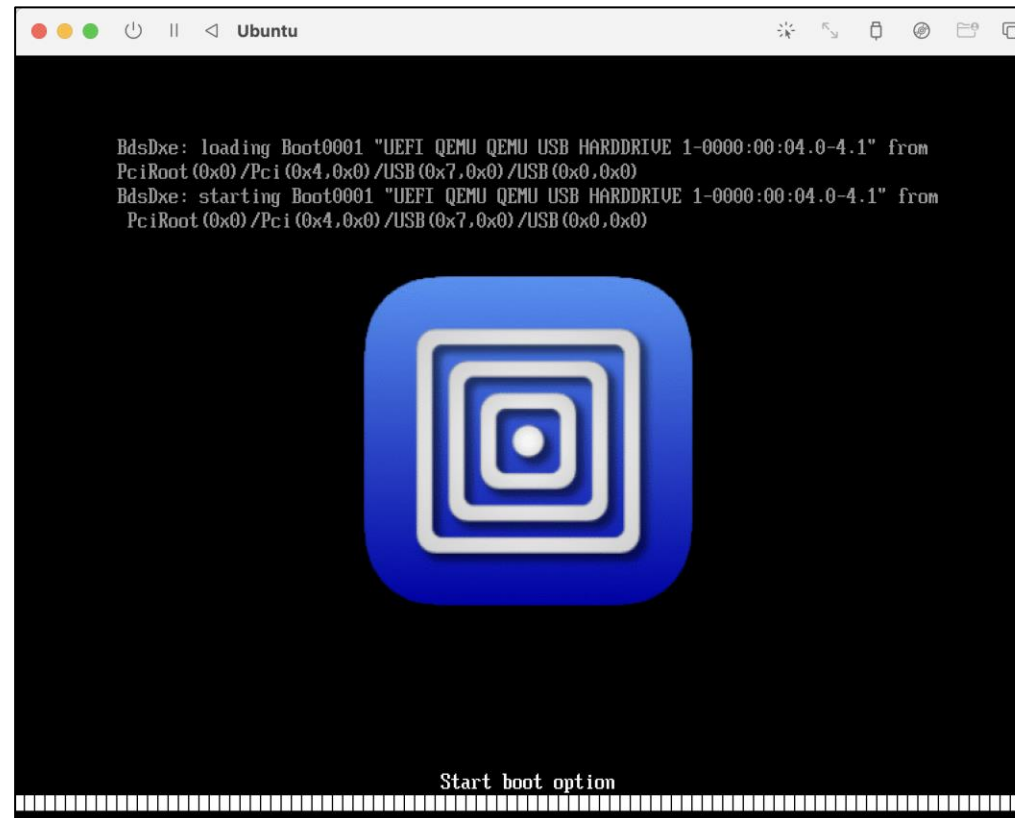 Ubuntu
BdsDxe: loading Boot0001 "UEFI QEMU QEMU USB HARDDRIVE 1-0000:00:04.0-4.1" from
PciRoot(0x0)/Pci(0x4,0x0)/USB(0x7,0x0)/USB(0x0,0x0)
BdsDxe: starting Boot0001 "UEFI QEMU QEMU USB HARDDRIVE 1-0000:00:04.0-4.1" from
PciRoot(0x0)/Pci(0x4,0x0)/USB(0x7,0x0)/USB(0x0,0x0)
Start boot option